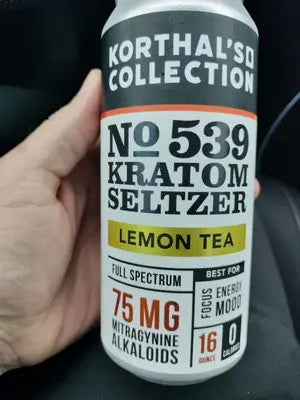 KORTHAL'S
COLLECTION
No 539
KRATOM
SELTZER
LEMON TEA
FULL SPECTRUM
75 MG
MITRAGYNINE
ALKALOIDS
BEST FOR
FOCUS
ENERGY
MOOD
16
OUNCE
0
CALORIES